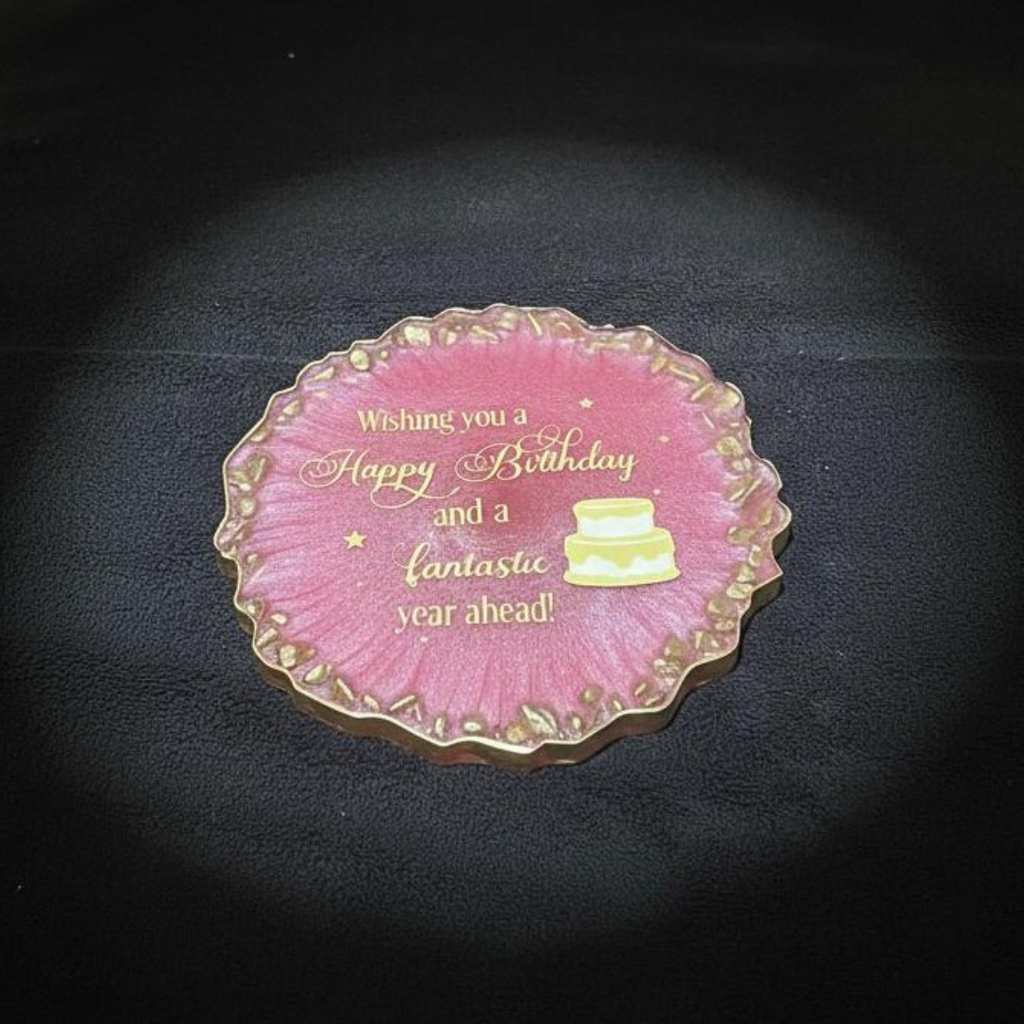 Wishing you a
Happy Birthday
and a
fantastic
year ahead!